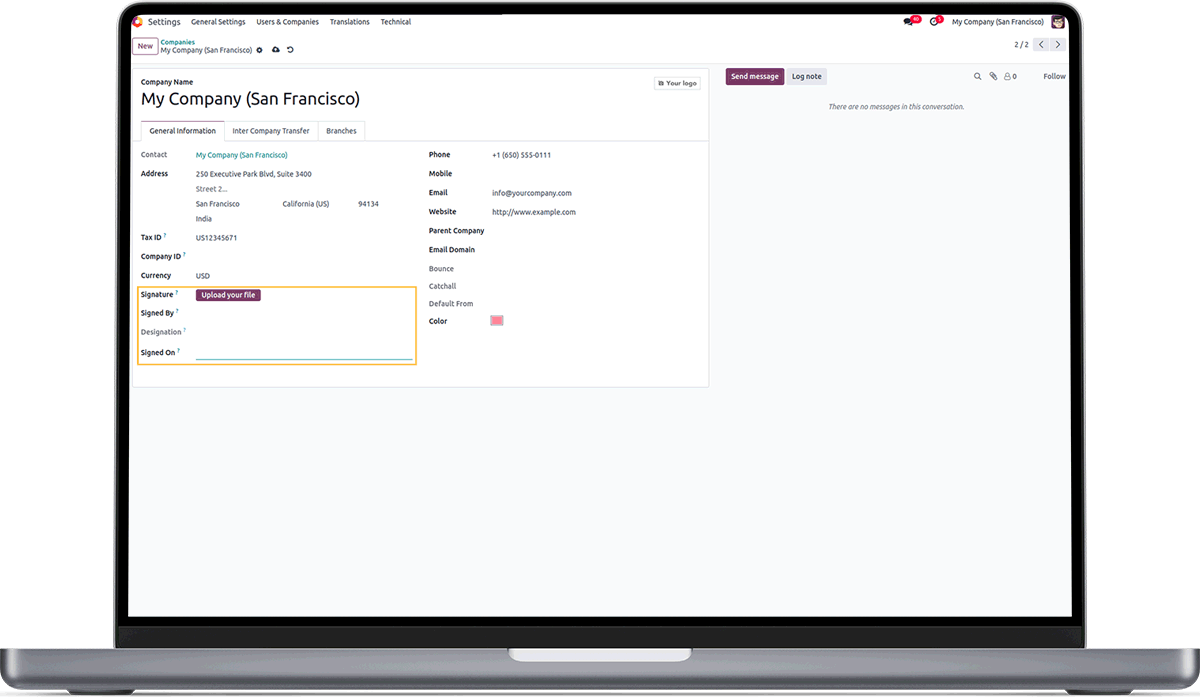 Settings General Settings Users & Companies Translations Technical 40 5 My Company (San Francisco)
New Companies
My Company (San Francisco) 2 / 2
Company Name
Your logo
My Company (San Francisco)
General Information Inter Company Transfer Branches
Contact My Company (San Francisco)
Address 250 Executive Park Blvd, Suite 3400
Street 2...
San Francisco California (US) 94134
India
Tax ID ? US12345671
Company ID ?
Currency USD
Signature ? Upload your file
Signed By ?
Designation ?
Signed On ?
Phone +1 (650) 555-0111
Mobile
Email info@yourcompany.com
Website http://www.example.com
Parent Company
Email Domain
Bounce
Catchall
Default From
Color
Send message Log note 0 Follow
There are no messages in this conversation.